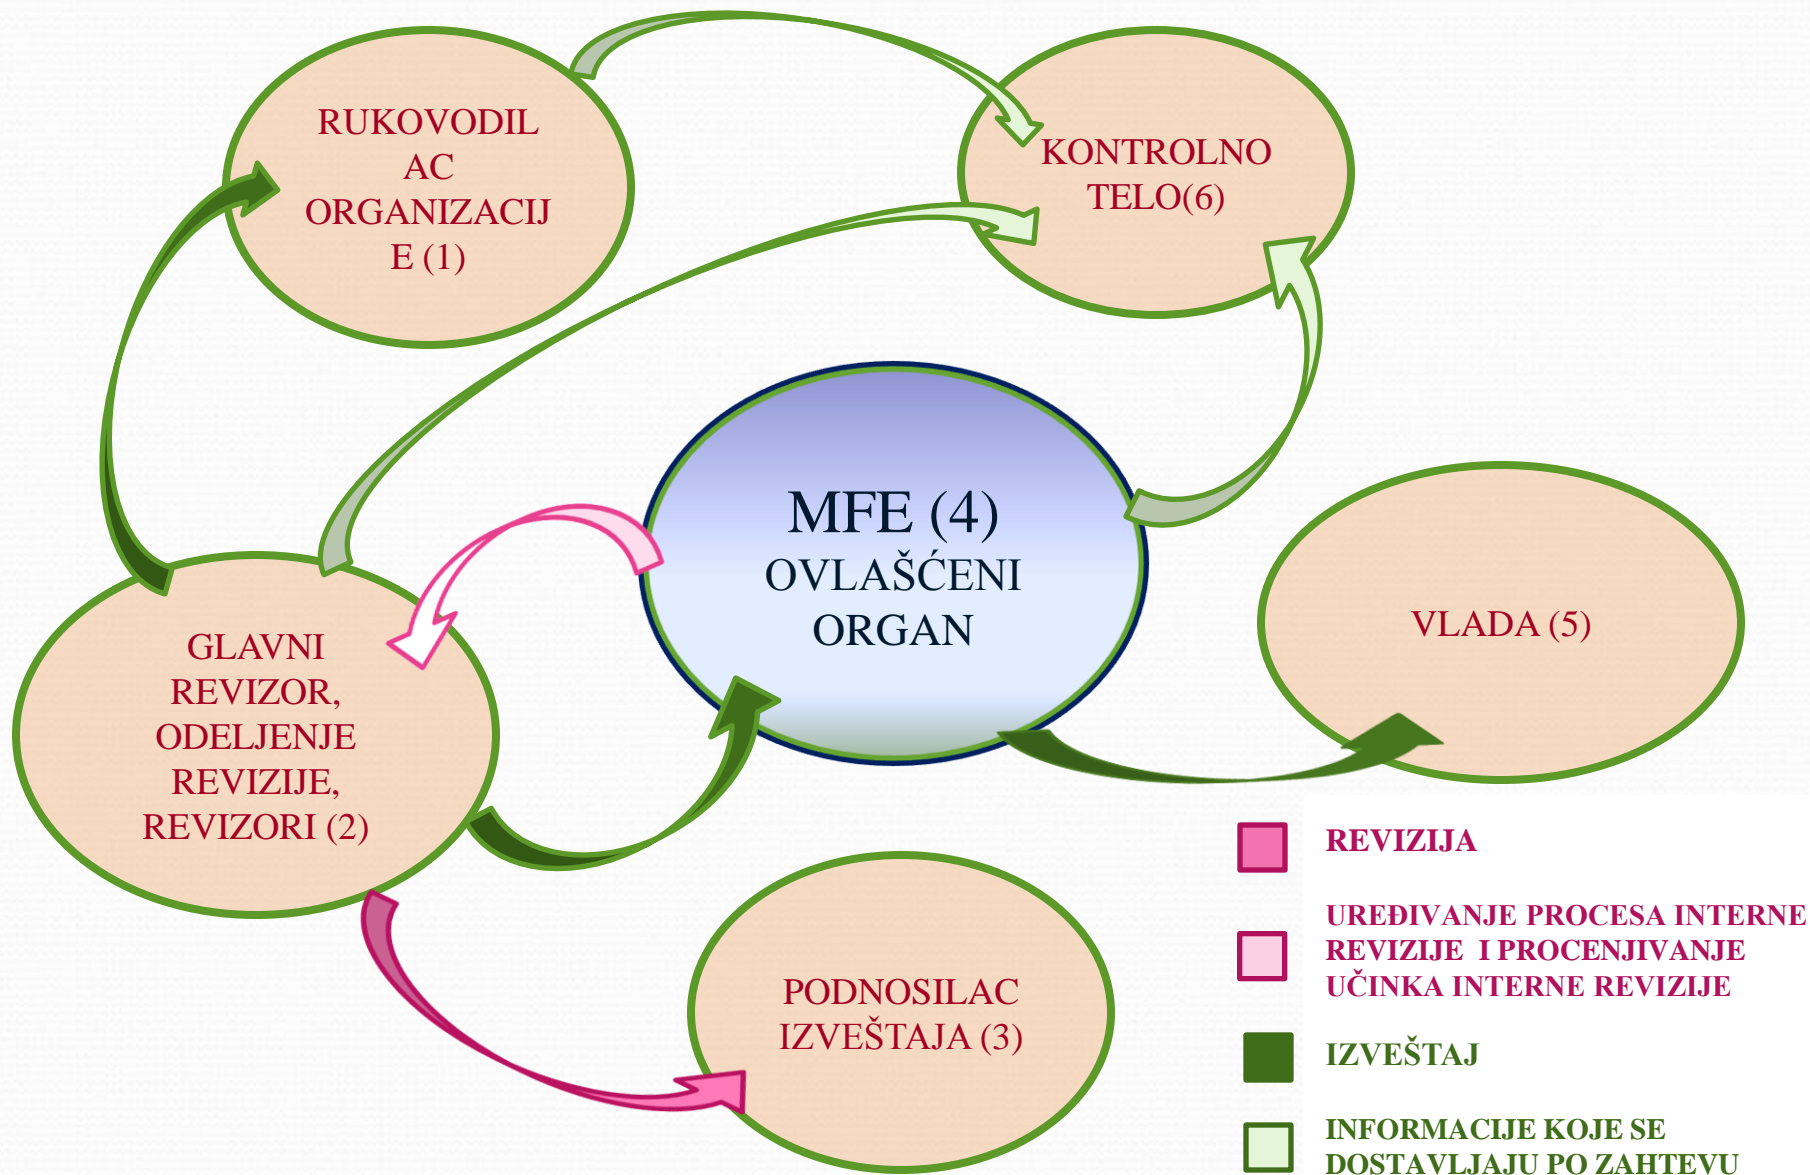 RUKOVODIL
AC
ORGANIZACIJ
E (1)
KONTROLNO
TELO(6)
MFE (4)
OVLAŠĆENI
ORGAN
VLADA (5)
GLAVNI
REVIZOR,
ODELJENJE
REVIZIJE,
REVIZORI (2)
PODNOSILAC
IZVEŠTAJA (3)
REVIZIJA
UREĐIVANJE PROCESA INTERNE
REVIZIJE I PROCENJIVANJE
UČINKA INTERNE REVIZIJE
IZVEŠTAJ
INFORMACIJE KOJE SE
DOSTAVLJAJU PO ZAHTEVU